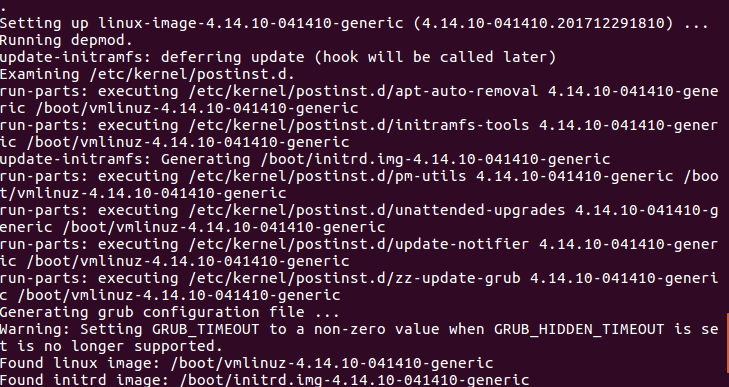 .
Setting up linux-image-4.14.10-041410-generic (4.14.10-041410.201712291810) ...
Running depmod.
update-initramfs: deferring update (hook will be called later)
Examining /etc/kernel/postinst.d.
run-parts: executing /etc/kernel/postinst.d/apt-auto-removal 4.14.10-041410-gene
ric /boot/vmlinuz-4.14.10-041410-generic
run-parts: executing /etc/kernel/postinst.d/initramfs-tools 4.14.10-041410-gener
ic /boot/vmlinuz-4.14.10-041410-generic
update-initramfs: Generating /boot/initrd.img-4.14.10-041410-generic
run-parts: executing /etc/kernel/postinst.d/pm-utils 4.14.10-041410-generic /boo
t/vmlinuz-4.14.10-041410-generic
run-parts: executing /etc/kernel/postinst.d/unattended-upgrades 4.14.10-041410-g
eneric /boot/vmlinuz-4.14.10-041410-generic
run-parts: executing /etc/kernel/postinst.d/update-notifier 4.14.10-041410-gener
ic /boot/vmlinuz-4.14.10-041410-generic
run-parts: executing /etc/kernel/postinst.d/zz-update-grub 4.14.10-041410-generi
c /boot/vmlinuz-4.14.10-041410-generic
Generating grub configuration file ...
Warning: Setting GRUB_TIMEOUT to a non-zero value when GRUB_HIDDEN_TIMEOUT is se
t is no longer supported.
Found linux image: /boot/vmlinuz-4.14.10-041410-generic
Found initrd image: /boot/initrd.img-4.14.10-041410-generic